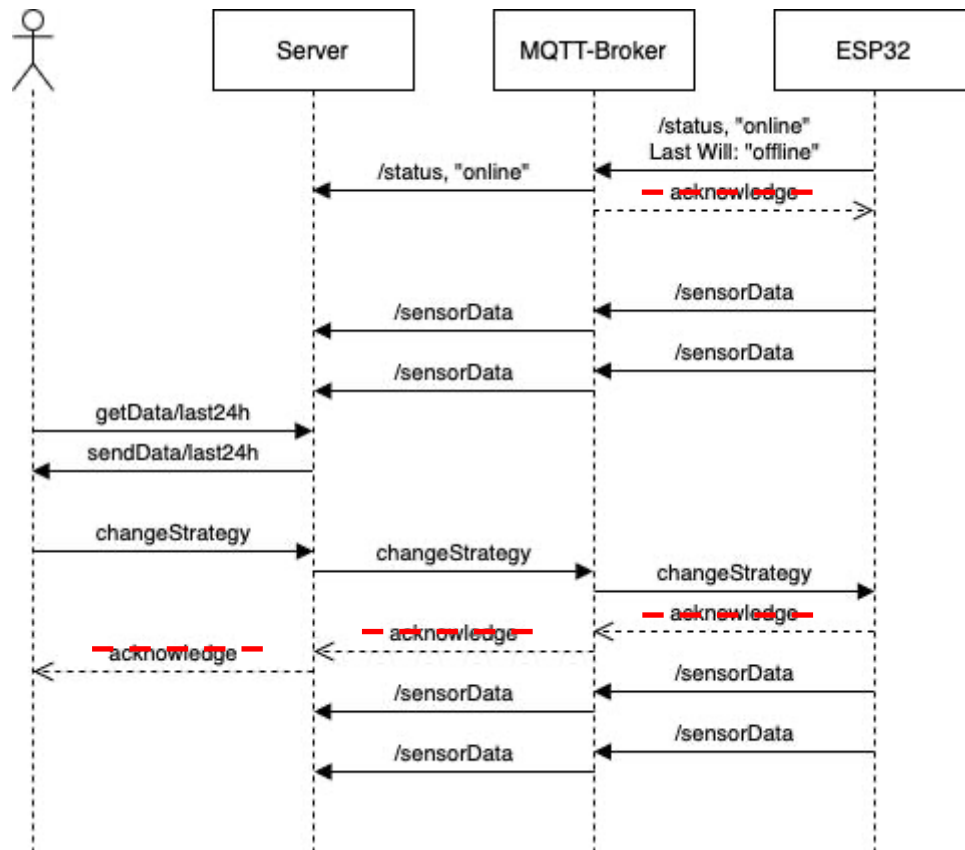 Server
MQTT-Broker
ESP32
/status, "online"
Last Will: "offline"
/status, "online"
acknowledge
/sensorData
/sensorData
/sensorData
/sensorData
getData/last24h
sendData/last24h
changeStrategy
changeStrategy
changeStrategy
acknowledge
acknowledge
acknowledge
/sensorData
/sensorData
/sensorData
/sensorData